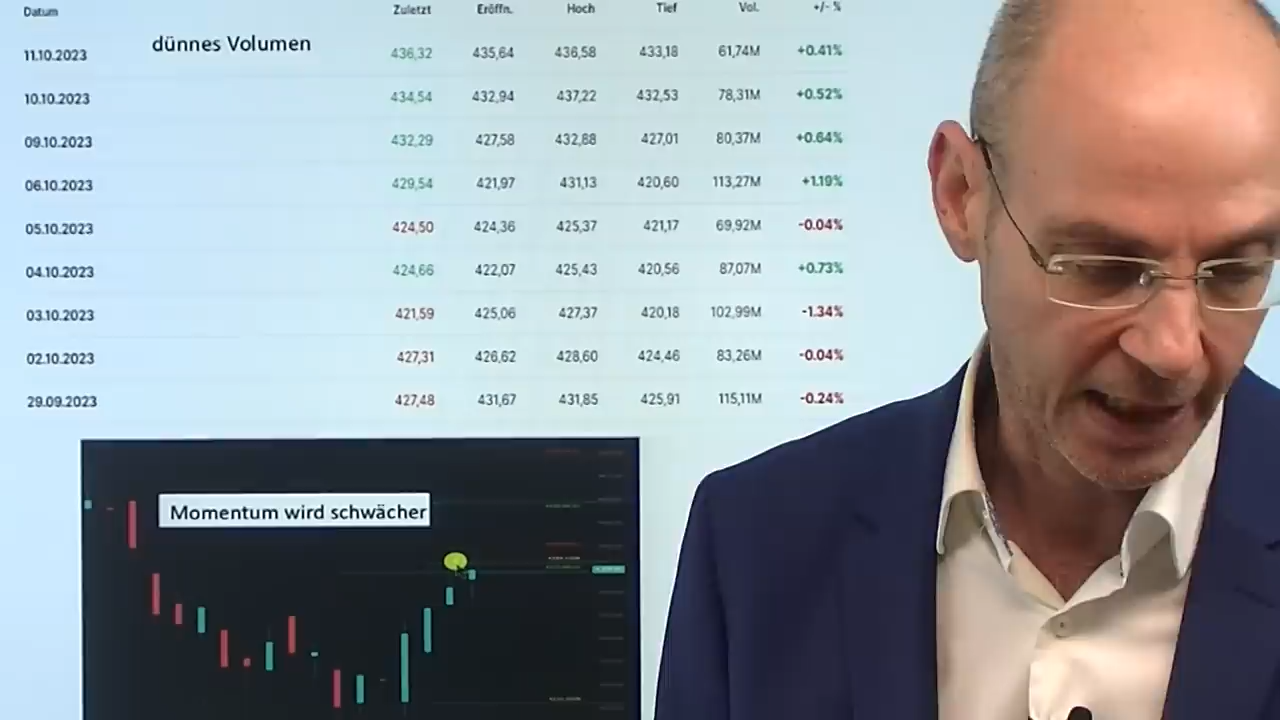 Datum Zuletzt Eröffn. Hoch Tief Vol. +/- %
dünnes Volumen
11.10.2023 436,32 435,64 436,58 433,18 61,74M +0.41%
10.10.2023 434,54 432,94 437,22 432,53 78,31M +0.52%
09.10.2023 432,29 427,58 432,88 427,01 80,37M +0.64%
06.10.2023 429,54 421,97 431,13 420,60 113,27M +1.19%
05.10.2023 424,50 424,36 425,37 421,17 69,92M -0.04%
04.10.2023 424,66 422,07 425,43 420,56 87,07M +0.73%
03.10.2023 421,59 425,06 427,37 420,18 102,99M -1.34%
02.10.2023 427,31 426,62 428,60 424,46 83,26M -0.04%
29.09.2023 427,48 431,67 431,85 425,91 115,11M -0.24%
Momentum wird schwächer